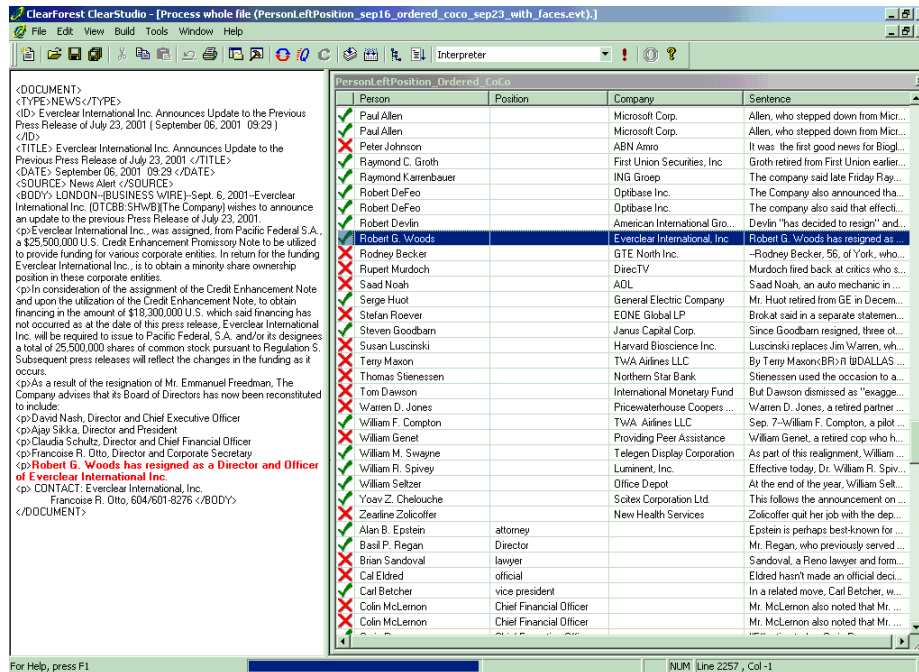 ClearForest ClearStudio - [Process whole file (PersonLeftPosition_sep16_ordered_coco_sep23_with_faces.evt).]
File Edit View Build Tools Window Help
Interpreter
<DOCUMENT>
<TYPE>NEWS</TYPE>
<ID> Everclear International Inc. Announces Update to the Previous
Press Release of July 23, 2001 ( September 06, 2001 09:29 )
</ID>
<TITLE> Everclear International Inc. Announces Update to the
Previous Press Release of July 23, 2001 </TITLE>
<DATE> September 06, 2001 09:29 </DATE>
<SOURCE> News Alert </SOURCE>
<BODY> LONDON--(BUSINESS WIRE)--Sept. 6, 2001--Everclear
International Inc. (OTCBB:SHWB)(The Company) wishes to announce
an update to the previous Press Release of July 23, 2001.
<p>Everclear International Inc., was assigned, from Pacific Federal S.A.,
a $25,500,000 U.S. Credit Enhancement Promissory Note to be utilized
to provide funding for various corporate entities. In return for the funding
Everclear International Inc., is to obtain a minority share ownership
position in these corporate entities.
<p>In consideration of the assignment of the Credit Enhancement Note
and upon the utilization of the Credit Enhancement Note, to obtain
financing in the amount of $18,300,000 U.S. which said financing has
not occurred as at the date of this press release, Everclear International
Inc. will be required to issue to Pacific Federal, S.A. and/or its designees
a total of 25,500,000 shares of common stock pursuant to Regulation S.
Subsequent press releases will reflect the changes in the funding as it
occurs.
<p>As a result of the resignation of Mr. Emmanuel Freedman, The
Company advises that its Board of Directors has now been reconstituted
to include:
<p>David Nash, Director and Chief Executive Officer
<p>Ajay Sikka, Director and President
<p>Claudia Schultz, Director and Chief Financial Officer
<p>Francoise R. Otto, Director and Corporate Secretary
<p>Robert G. Woods has resigned as a Director and Officer
of Everclear International Inc.
<p> CONTACT: Everclear International, Inc.
Francoise R. Otto, 604/601-8276 </BODY>
</DOCUMENT>
PersonLeftPosition_Ordered_CoCo
Person Position Company Sentence
Paul Allen Microsoft Corp. Allen, who stepped down from Micr...
Paul Allen Microsoft Corp. Allen, who stepped down from Micr...
Peter Johnson ABN Amro It was the first good news for Biogl...
Raymond C. Groth First Union Securities, Inc Groth retired from First Union earlier...
Raymond Karrenbauer ING Groep The company said late Friday Ray...
Robert DeFeo Optibase Inc. The Company also announced tha...
Robert DeFeo Optibase Inc. The company also said that effecti...
Robert Devlin American International Gro... Devlin "has decided to resign" and...
Robert G. Woods Everclear International, Inc Robert G. Woods has resigned as ...
Rodney Becker GTE North Inc. --Rodney Becker, 56, of York, who...
Rupert Murdoch DirecTV Murdoch fired back at critics who s...
Saad Noah AOL Saad Noah, an auto mechanic in ...
Serge Huot General Electric Company Mr. Huot retired from GE in Decem...
Stefan Roever EONE Global LP Brokat said in a separate statemen...
Steven Goodbarn Janus Capital Corp. Since Goodbarn resigned, three ot...
Susan Luscinski Harvard Bioscience Inc. Luscinski replaces Jim Warren, wh...
Terry Maxon TWA Airlines LLC By Terry Maxon<BR>
Thomas Stienessen Northern Star Bank Stienessen used the occasion to a...
Tom Dawson International Monetary Fund But Dawson dismissed as "exagge...
Warren D. Jones Pricewaterhouse Coopers ... Warren D. Jones, a retired partner ...
William F. Compton TWA Airlines LLC Sep. 7--William F. Compton, a pilot ...
William Genet Providing Peer Assistance William Genet, a retired cop who h...
William M. Swayne Telegen Display Corporation As part of this realignment, William ...
William R. Spivey Luminent, Inc. Effective today, Dr. William R. Spiv...
William Seltzer Office Depot At the end of the year, William Selt...
Yoav Z. Chelouche Scitex Corporation Ltd. This follows the announcement on ...
Zearline Zolicoffer New Health Services Zolicoffer quit her job with the dep...
Alan B. Epstein attorney Epstein is perhaps best-known for ...
Basil P. Regan Director Mr. Regan, who previously served ...
Brian Sandoval lawyer Sandoval, a Reno lawyer and form...
Cal Eldred official Eldred hasn't made an official deci...
Carl Betcher vice president In a related move, Carl Betcher, w...
Colin McLernon Chief Financial Officer Mr. McLernon also noted that Mr. ...
Colin McLernon Chief Financial Officer Mr. McLernon also noted that Mr. ...
For Help, press F1 NUM Line 2257 , Col -1